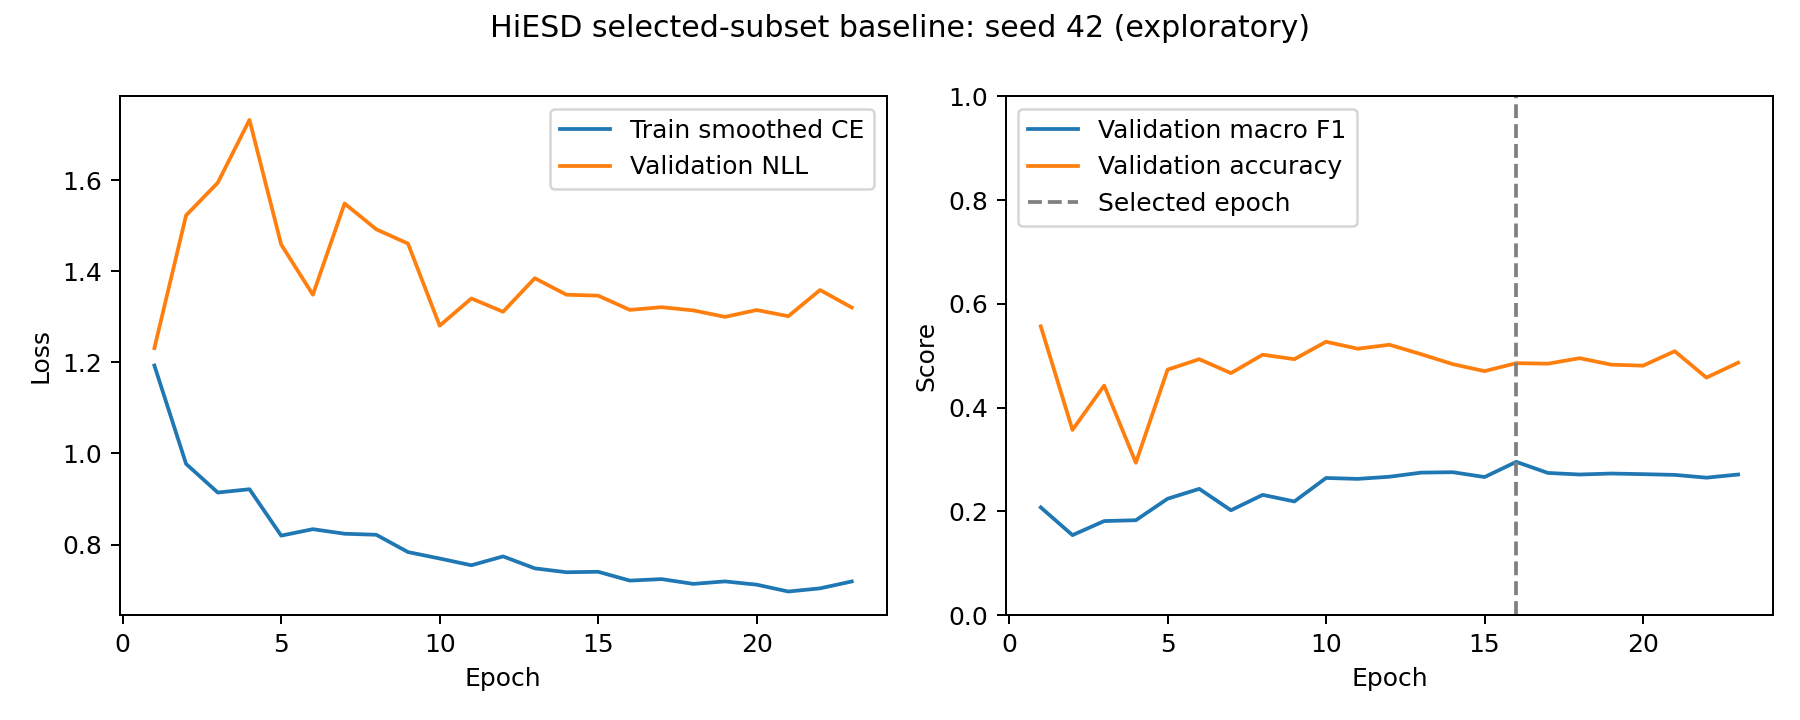 HiESD selected-subset baseline: seed 42 (exploratory)
Train smoothed CE
Validation NLL
1.6
1.4
1.2
1.0
0.8
Loss
0
5
10
15
20
Epoch
Validation macro F1
Validation accuracy
Selected epoch
1.0
0.8
0.6
0.4
0.2
0.0
Score
0
5
10
15
20
Epoch